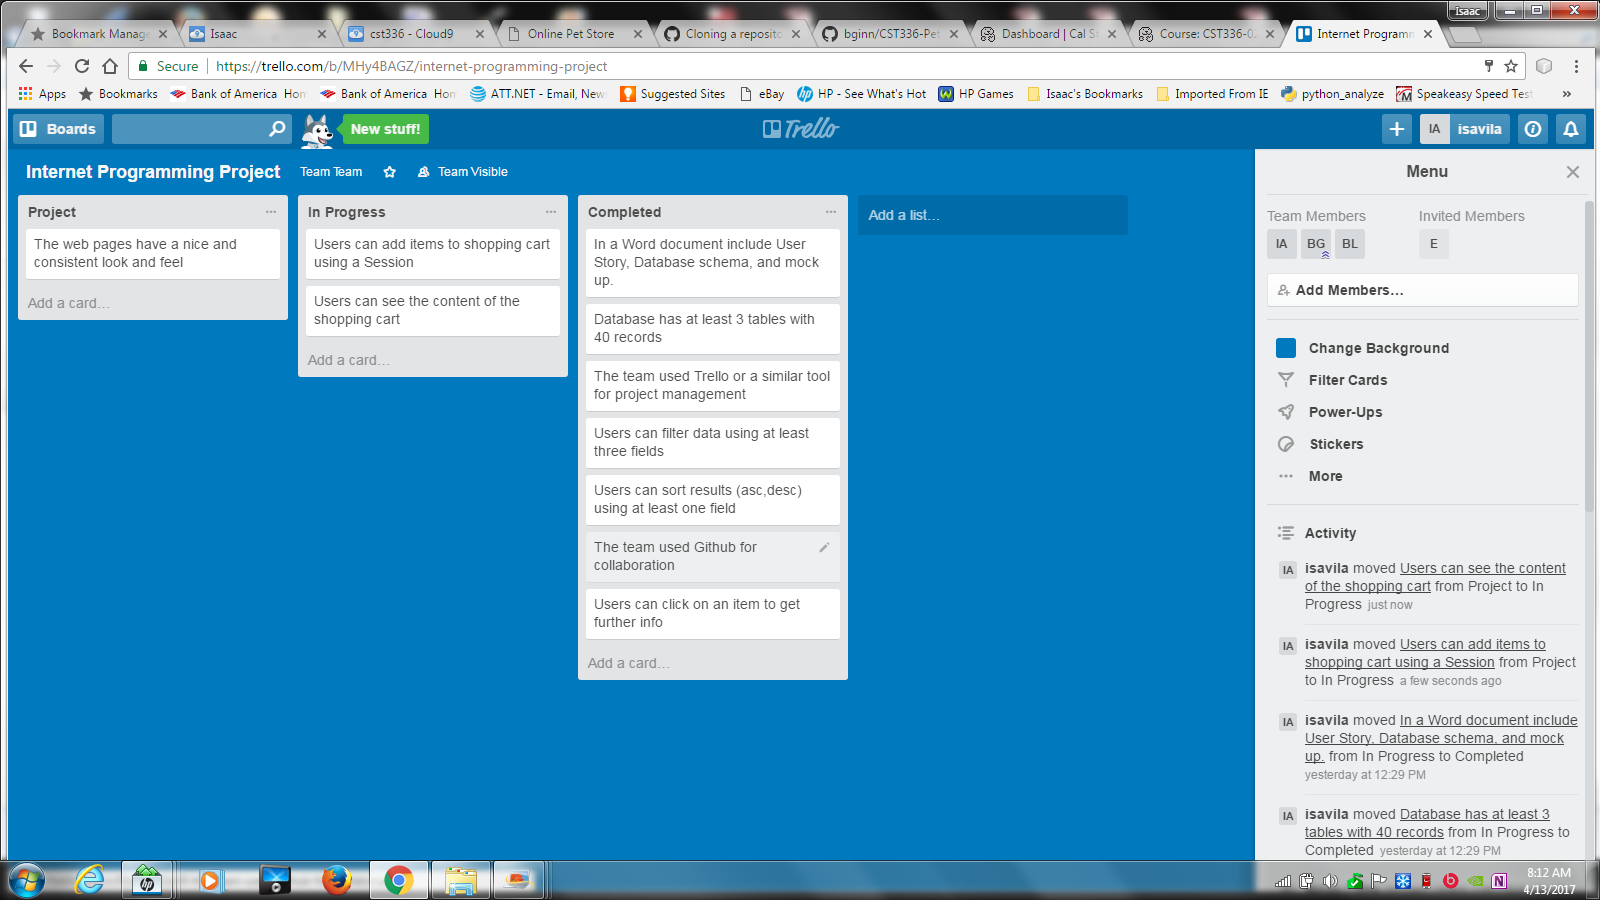 Isaac
Bookmark Manage
Isaac
cst336 - Cloud9
Online Pet Store
Cloning a reposito
bginn/CST336-Pet
Dashboard | Cal St
Course: CST336-0
Internet Programm
Secure
https://trello.com/b/MHy4BAGZ/internet-programming-project
Apps
Bookmarks
Bank of America Hom
Bank of America Hom
ATT.NET - Email, New
Suggested Sites
eBay
HP - See What's Hot
HP Games
Isaac's Bookmarks
Imported From IE
python_analyze
Speakeasy Speed Test
»
Boards
New stuff!
Trello
IA
isavila
Internet Programming Project
Team Team
Team Visible
Project
The web pages have a nice and
consistent look and feel
Add a card…
In Progress
Users can add items to shopping cart
using a Session
Users can see the content of the
shopping cart
Add a card…
Completed
In a Word document include User
Story, Database schema, and mock
up.
Database has at least 3 tables with
40 records
The team used Trello or a similar tool
for project management
Users can filter data using at least
three fields
Users can sort results (asc,desc)
using at least one field
The team used Github for
collaboration
Users can click on an item to get
further info
Add a card…
Add a list…
Menu
Team Members
Invited Members
IA
BG
BL
E
Add Members…
Change Background
Filter Cards
Power-Ups
Stickers
More
Activity
IA
isavila moved Users can see the content
of the shopping cart from Project to In
Progress just now
IA
isavila moved Users can add items to
shopping cart using a Session from Project
to In Progress a few seconds ago
IA
isavila moved In a Word document include
User Story, Database schema, and mock
up. from In Progress to Completed
yesterday at 12:29 PM
IA
isavila moved Database has at least 3
tables with 40 records from In Progress to
Completed yesterday at 12:29 PM
8:12 AM
4/13/2017